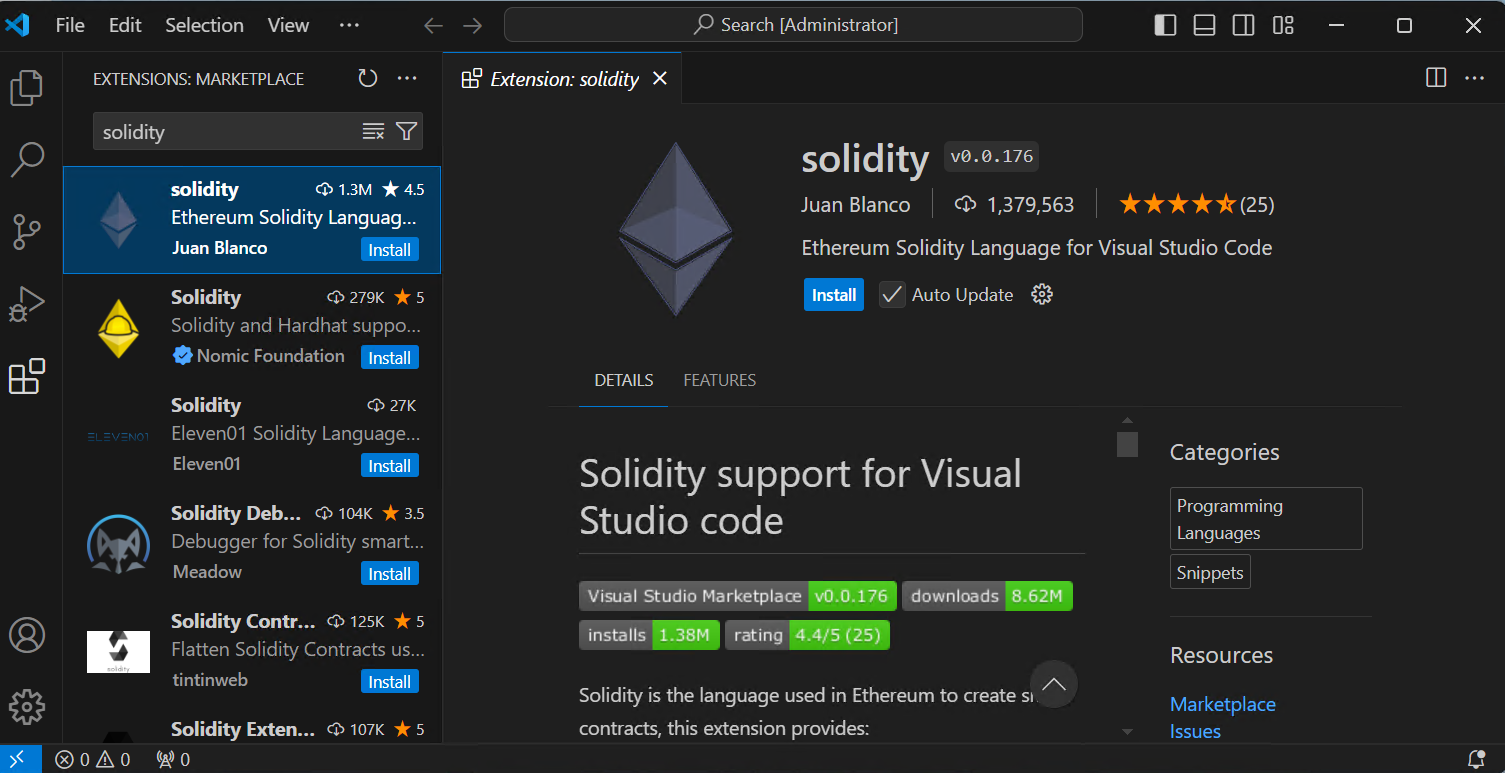 File Edit Selection View ··· Search [Administrator]
EXTENSIONS: MARKETPLACE
solidity
solidity 1.3M 4.5
Ethereum Solidity Languag...
Juan Blanco Install
Solidity 279K 5
Solidity and Hardhat suppo...
Nomic Foundation Install
Solidity 27K
ELEVEN01
Eleven01 Solidity Language...
Eleven01 Install
Solidity Deb... 104K 3.5
Debugger for Solidity smart...
Meadow Install
Solidity Contr... 125K 5
Flatten Solidity Contracts us...
solidity
tintinweb Install
Solidity Exten... 107K 5
Extension: solidity
solidity v0.0.176
Juan Blanco 1,379,563 (25)
Ethereum Solidity Language for Visual Studio Code
Install Auto Update
DETAILS FEATURES
Solidity support for Visual
Studio code
Visual Studio Marketplace v0.0.176 downloads 8.62M
installs 1.38M rating 4.4/5 (25)
Solidity is the language used in Ethereum to create s
contracts, this extension provides:
Categories
Programming
Languages
Snippets
Resources
Marketplace
Issues
0 0 0